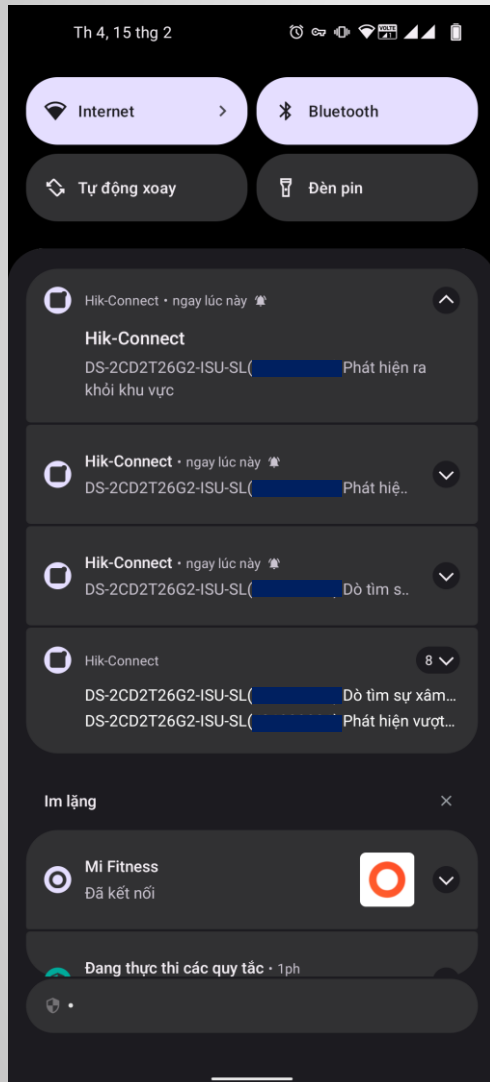 Th 4, 15 thg 2
VOLTE
Internet
Bluetooth
Tự động xoay
Đèn pin
Hik-Connect • ngay lúc này
Hik-Connect
DS-2CD2T26G2-ISU-SL( Phát hiện ra
khỏi khu vực
Hik-Connect • ngay lúc này
DS-2CD2T26G2-ISU-SL( Phát hiệ..
Hik-Connect • ngay lúc này
DS-2CD2T26G2-ISU-SL( Dò tìm s..
Hik-Connect
8
DS-2CD2T26G2-ISU-SL( Dò tìm sự xâm...
DS-2CD2T26G2-ISU-SL( Phát hiện vượt...
Im lặng
Mi Fitness
Đã kết nối
Đang thực thi các quy tắc • 1ph